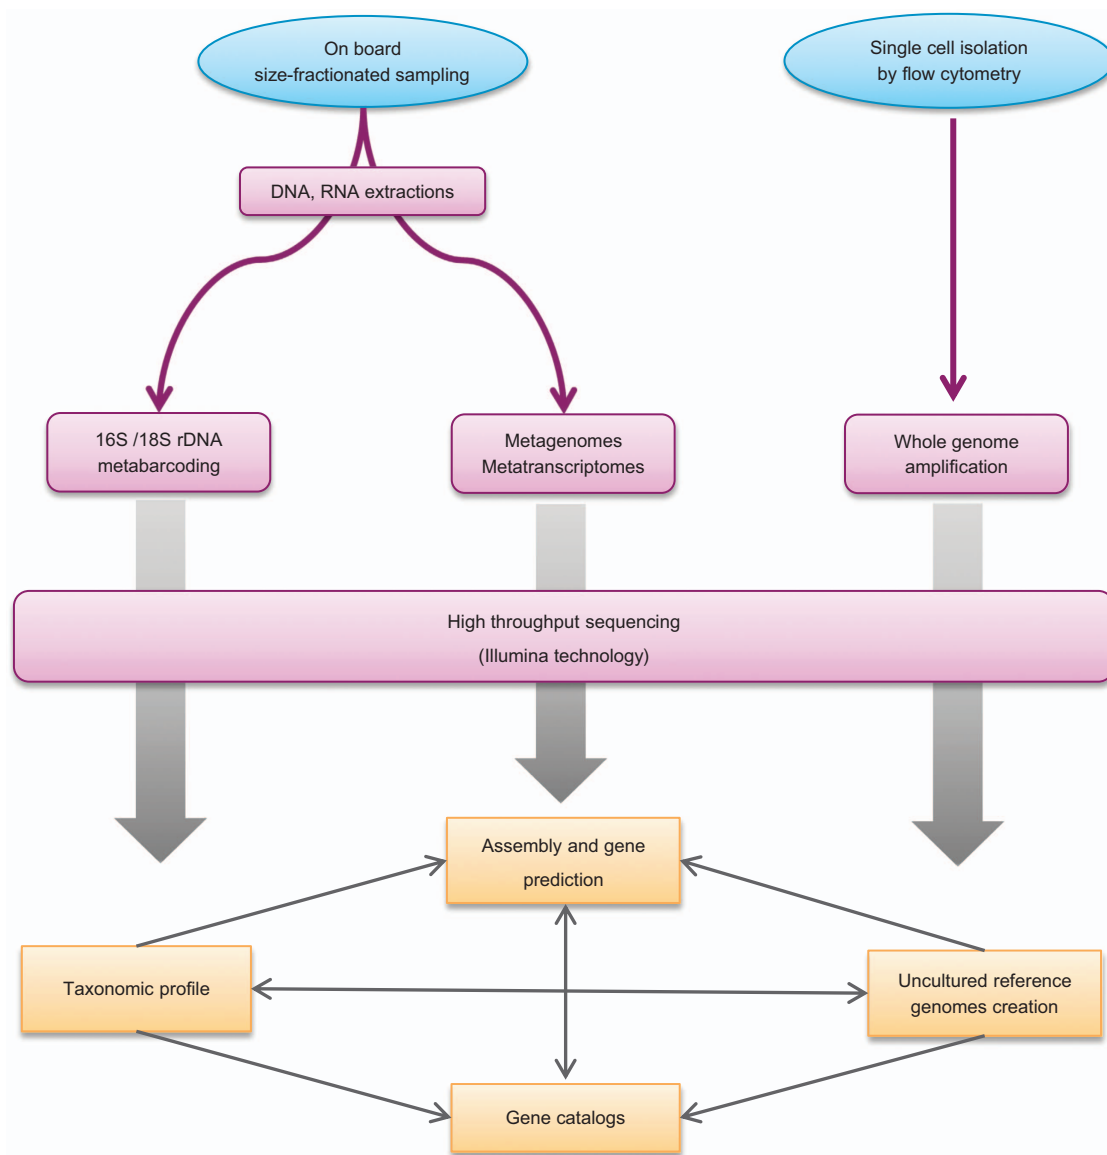 On board
size-fractionated sampling
Single cell isolation
by flow cytometry
DNA, RNA extractions
16S /18S rDNA
metabarcoding
Metagenomes
Metatranscriptomes
Whole genome
amplification
High throughput sequencing
(Illumina technology)
Assembly and gene
prediction
Taxonomic profile
Uncultured reference
genomes creation
Gene catalogs